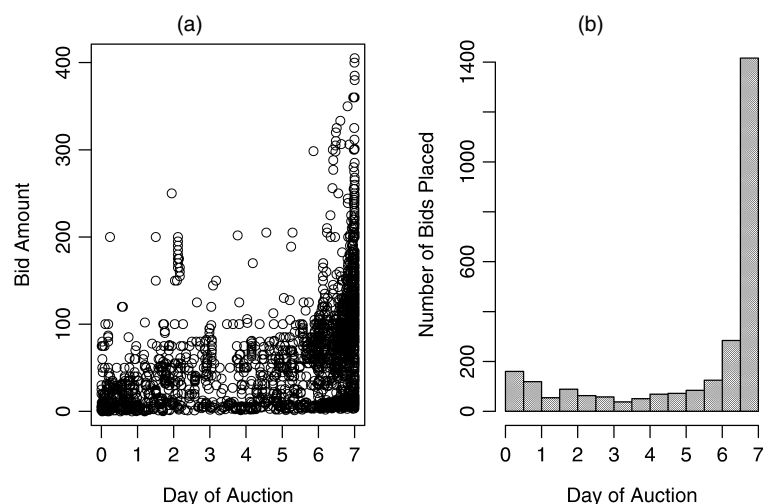 (a)
Bid Amount
400
300
200
100
0
0 1 2 3 4 5 6 7
Day of Auction
(b)
Number of Bids Placed
1400
1000
600
200
0
0 1 2 3 4 5 6 7
Day of Auction